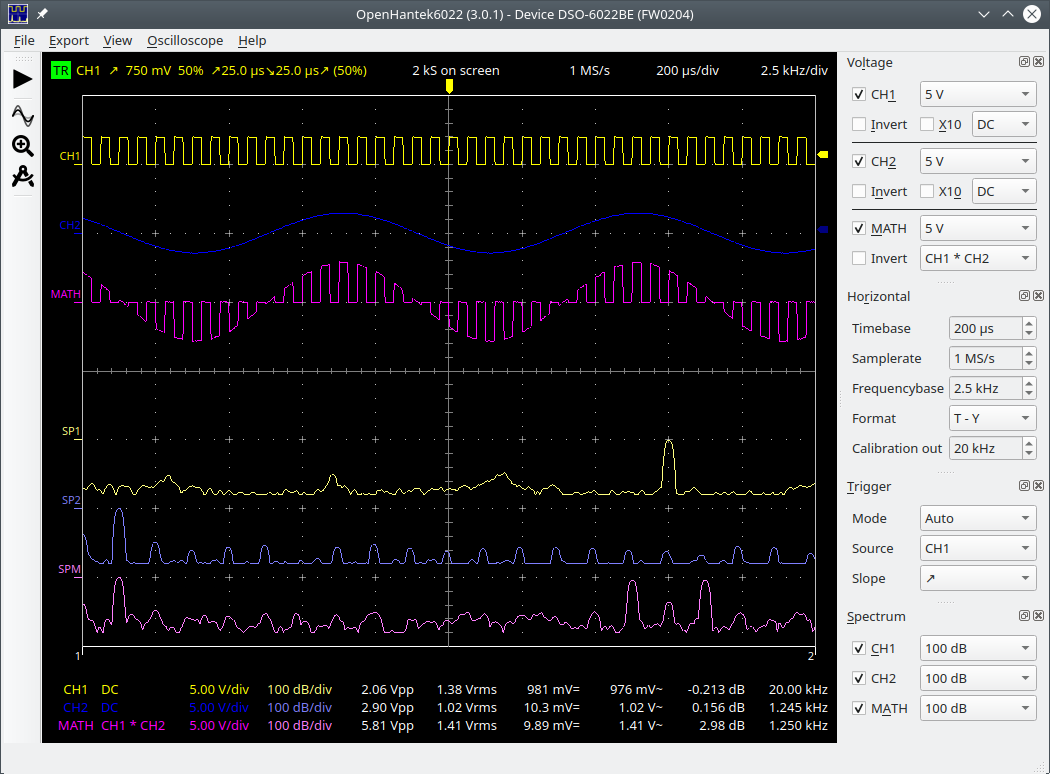 OpenHantek6022 (3.0.1) - Device DSO-6022BE (FW0204)
File Export View Oscilloscope Help
TR CH1 ↗ 750 mV 50% ↗25.0 µs↘25.0 µs↗ (50%) 2 kS on screen 1 MS/s 200 µs/div 2.5 kHz/div
CH1
CH2
MATH
SP1
SP2
SPM
1 2
CH1 DC 5.00 V/div 100 dB/div 2.06 Vpp 1.38 Vrms 981 mV= 976 mV~ -0.213 dB 20.00 kHz
CH2 DC 5.00 V/div 100 dB/div 2.90 Vpp 1.02 Vrms 10.3 mV= 1.02 V~ 0.156 dB 1.245 kHz
MATH CH1 * CH2 5.00 V/div 100 dB/div 5.81 Vpp 1.41 Vrms 9.89 mV= 1.41 V~ 2.98 dB 1.250 kHz
Voltage
CH1 5 V
Invert X10 DC
CH2 5 V
Invert X10 DC
MATH 5 V
Invert CH1 * CH2
Horizontal
Timebase 200 µs
Samplerate 1 MS/s
Frequencybase 2.5 kHz
Format T - Y
Calibration out 20 kHz
Trigger
Mode Auto
Source CH1
Slope ↗
Spectrum
CH1 100 dB
CH2 100 dB
MATH 100 dB